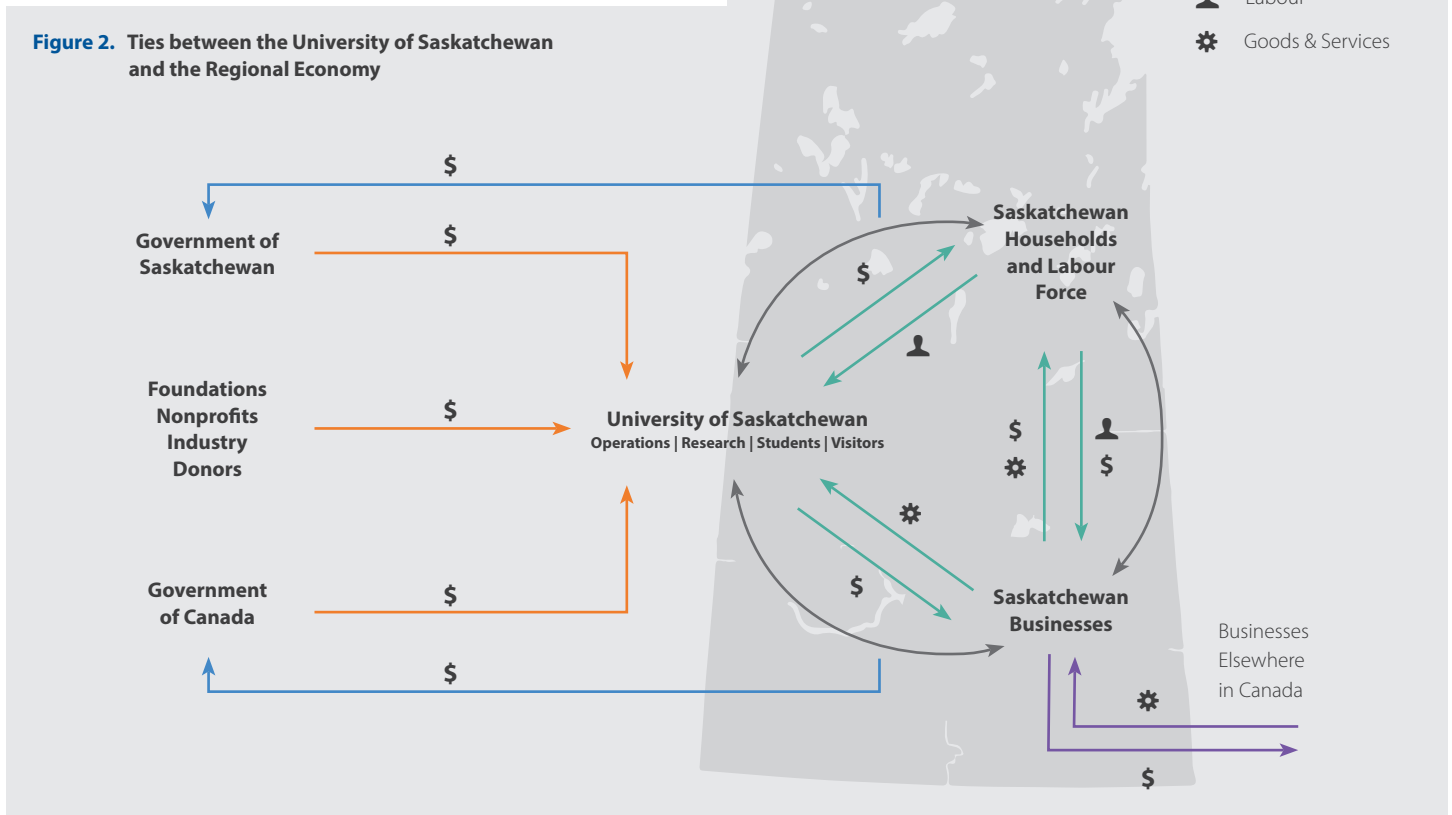 Labour
Goods & Services
Figure 2. Ties between the University of Saskatchewan
and the Regional Economy
$
$
Government of
Saskatchewan
Saskatchewan
Households
and Labour
Force
$
Foundations
Nonprofits
Industry
Donors
$
University of Saskatchewan
Operations | Research | Students | Visitors
$
$
Government
of Canada
$
$
Saskatchewan
Businesses
Businesses
Elsewhere
in Canada
$
$